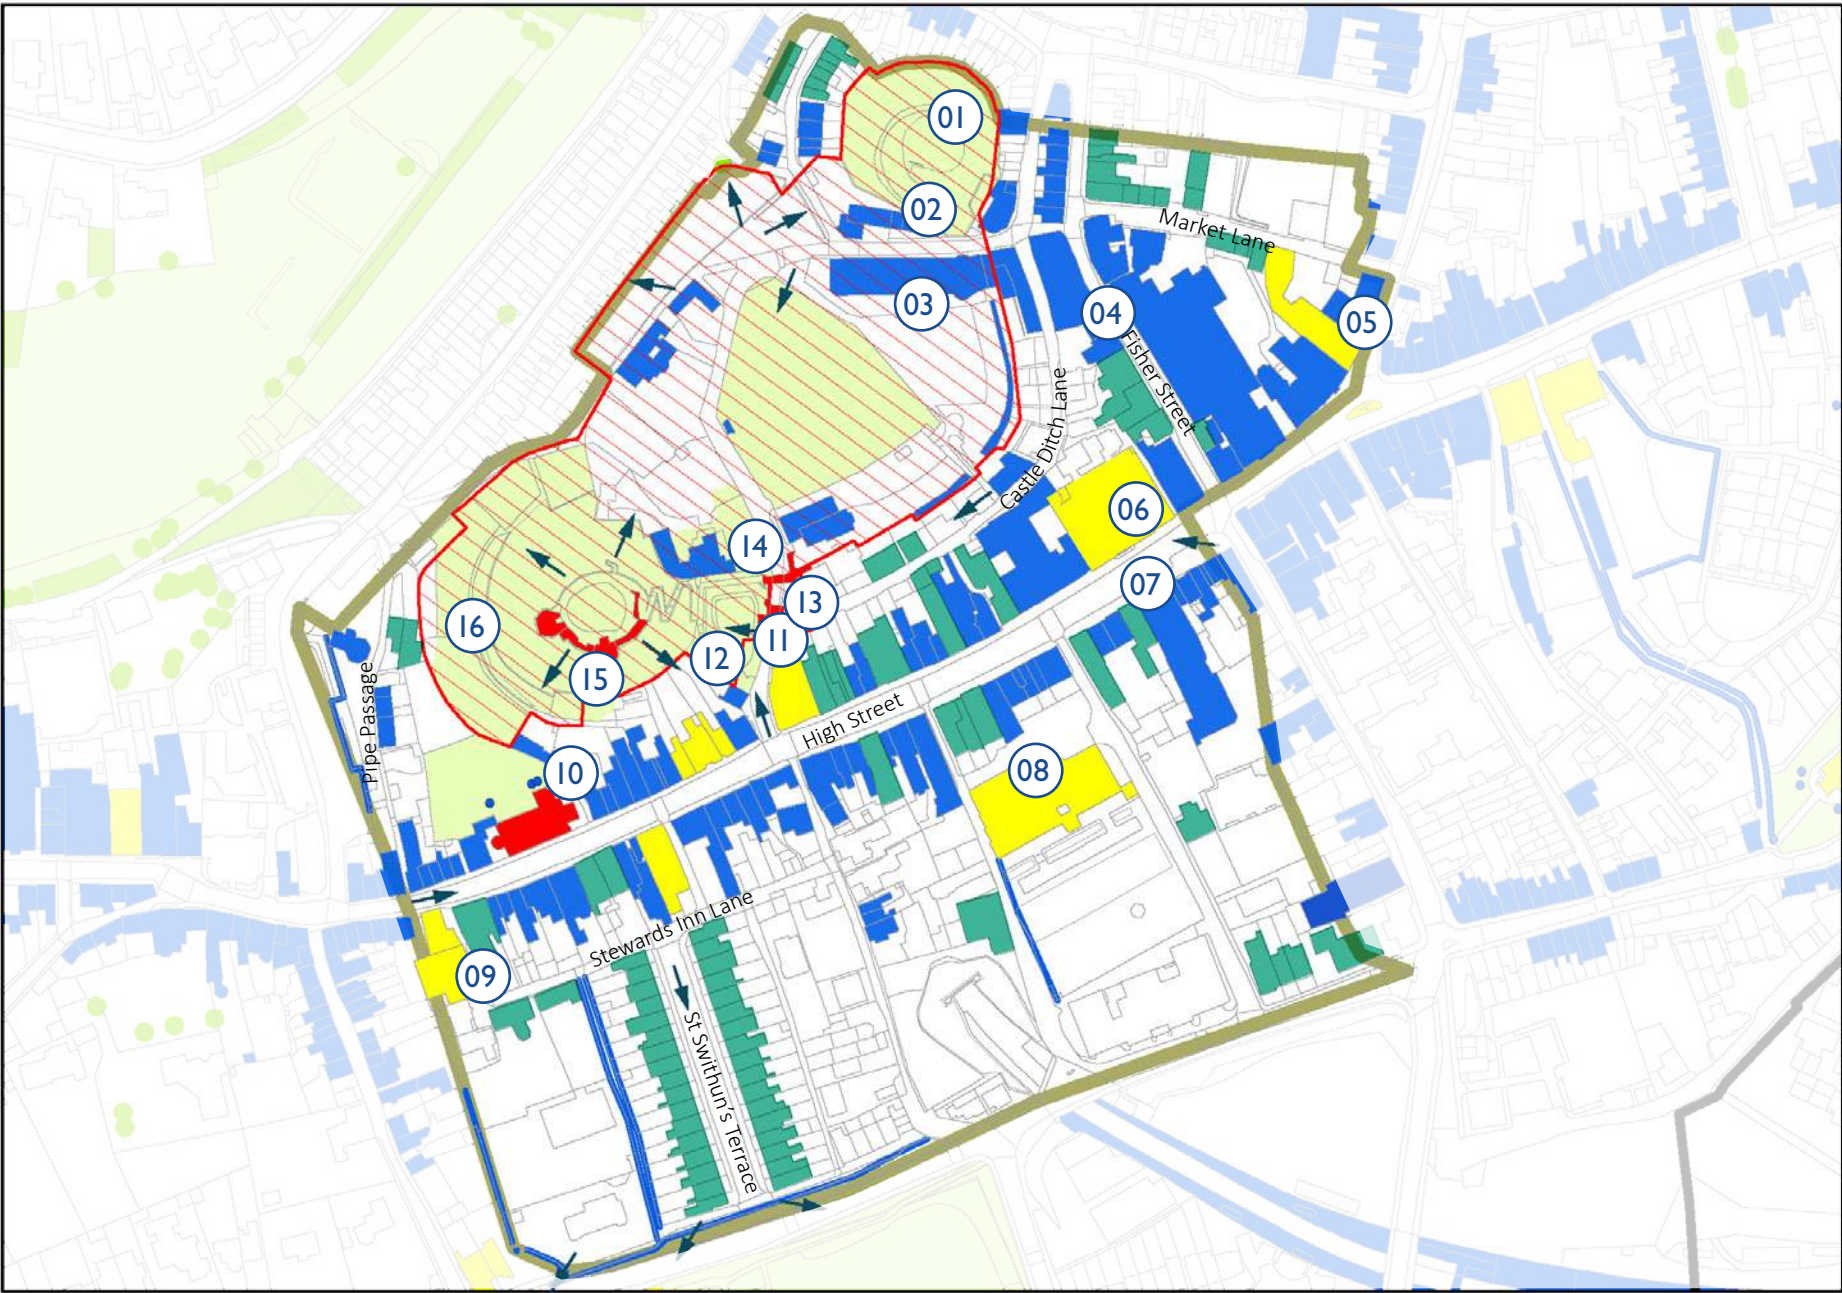 01
02
Market Lane
03
04
05
Fisher Street
Castle Ditch Lane
06
14
07
13
16
11
12
15
Pipe Passage
High Street
10
08
Stewards Inn Lane
09
St Swithun's Terrace